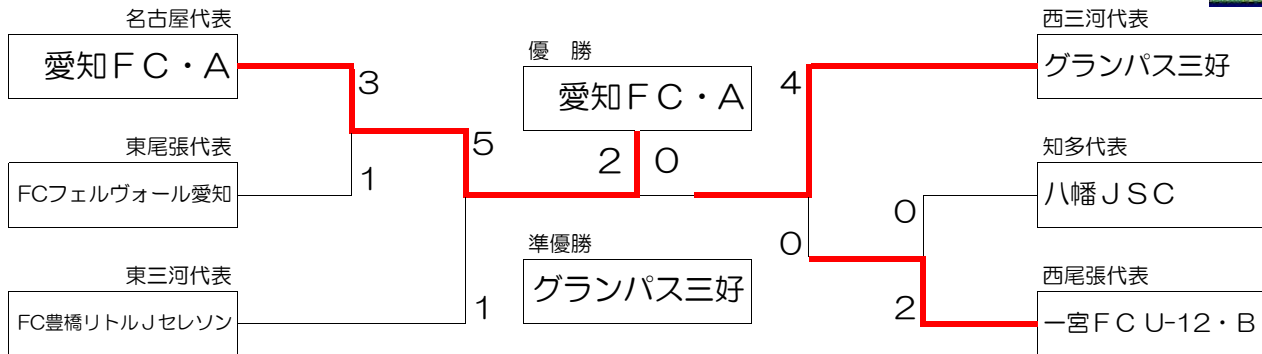 名古屋代表
愛知ＦＣ・Ａ
3
東尾張代表
FCフェルヴォール愛知
1
5
東三河代表
FC豊橋リトルＪセレソン
1
優　勝
愛知ＦＣ・Ａ
2
0
準優勝
グランパス三好
西三河代表
グランパス三好
4
知多代表
八幡ＪＳＣ
0
0
西尾張代表
一宮ＦＣ U-12・Ｂ
2